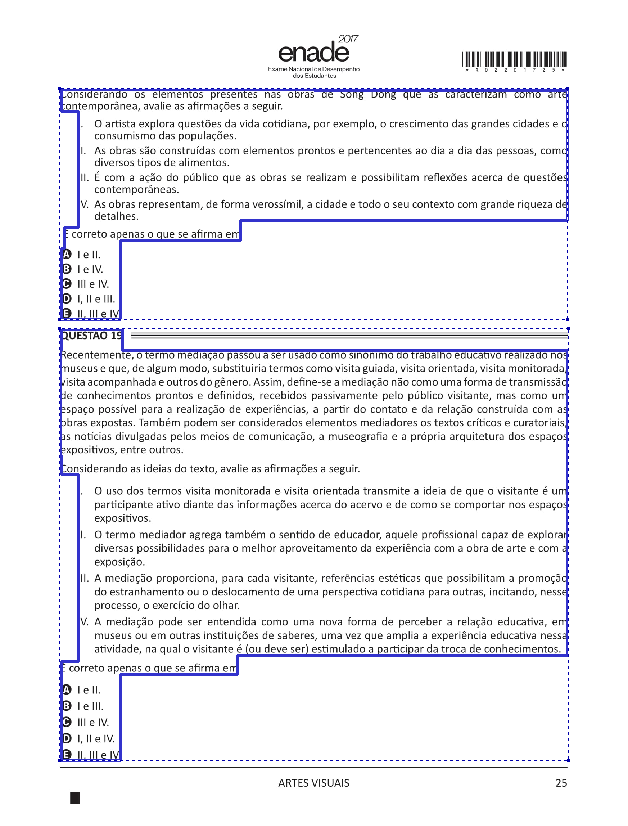 enade 2017
Exame Nacional de Desempenho
dos Estudantes
*R0220172025*
Considerando os elementos presentes nas obras de Song Dong que as caracterizam como arte
contemporânea, avalie as afirmações a seguir.
I. O artista explora questões da vida cotidiana, por exemplo, o crescimento das grandes cidades e o
consumismo das populações.
II. As obras são construídas com elementos prontos e pertencentes ao dia a dia das pessoas, como
diversos tipos de alimentos.
III. É com a ação do público que as obras se realizam e possibilitam reflexões acerca de questões
contemporâneas.
IV. As obras representam, de forma verossímil, a cidade e todo o seu contexto com grande riqueza de
detalhes.
É correto apenas o que se afirma em
A I e II.
B I e IV.
C III e IV.
D I, II e III.
E II, III e IV.
QUESTÃO 19
Recentemente, o termo mediação passou a ser usado como sinônimo do trabalho educativo realizado nos
museus e que, de algum modo, substituiria termos como visita guiada, visita orientada, visita monitorada,
visita acompanhada e outros do gênero. Assim, define-se a mediação não como uma forma de transmissão
de conhecimentos prontos e definidos, recebidos passivamente pelo público visitante, mas como um
espaço possível para a realização de experiências, a partir do contato e da relação construída com as
obras expostas. Também podem ser considerados elementos mediadores os textos críticos e curatoriais,
as notícias divulgadas pelos meios de comunicação, a museografia e a própria arquitetura dos espaços
expositivos, entre outros.
Considerando as ideias do texto, avalie as afirmações a seguir.
I. O uso dos termos visita monitorada e visita orientada transmite a ideia de que o visitante é um
participante ativo diante das informações acerca do acervo e de como se comportar nos espaços
expositivos.
II. O termo mediador agrega também o sentido de educador, aquele profissional capaz de explorar
diversas possibilidades para o melhor aproveitamento da experiência com a obra de arte e com a
exposição.
III. A mediação proporciona, para cada visitante, referências estéticas que possibilitam a promoção
do estranhamento ou o deslocamento de uma perspectiva cotidiana para outras, incitando, nesse
processo, o exercício do olhar.
IV. A mediação pode ser entendida como uma nova forma de perceber a relação educativa, em
museus ou em outras instituições de saberes, uma vez que amplia a experiência educativa nessa
atividade, na qual o visitante é (ou deve ser) estimulado a participar da troca de conhecimentos.
É correto apenas o que se afirma em
A I e II.
B I e III.
C III e IV.
D I, II e IV.
E II, III e IV.
ARTES VISUAIS 25